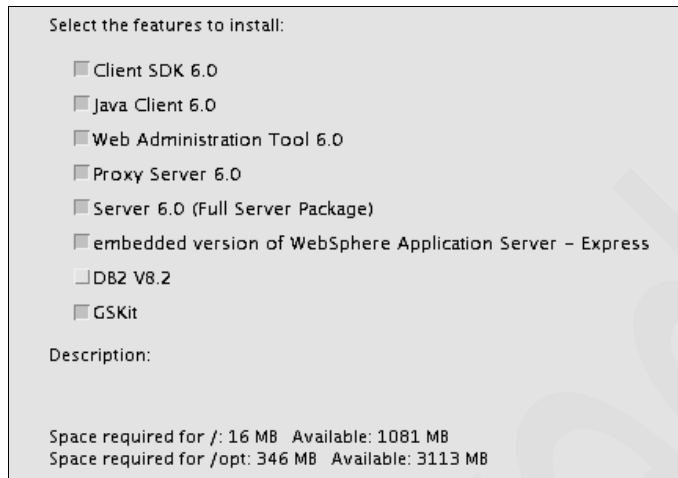 Select the features to install:
Client SDK 6.0
Java Client 6.0
Web Administration Tool 6.0
Proxy Server 6.0
Server 6.0 (Full Server Package)
embedded version of WebSphere Application Server – Express
DB2 V8.2
GSKit
Description:
Space required for /: 16 MB Available: 1081 MB
Space required for /opt: 346 MB Available: 3113 MB